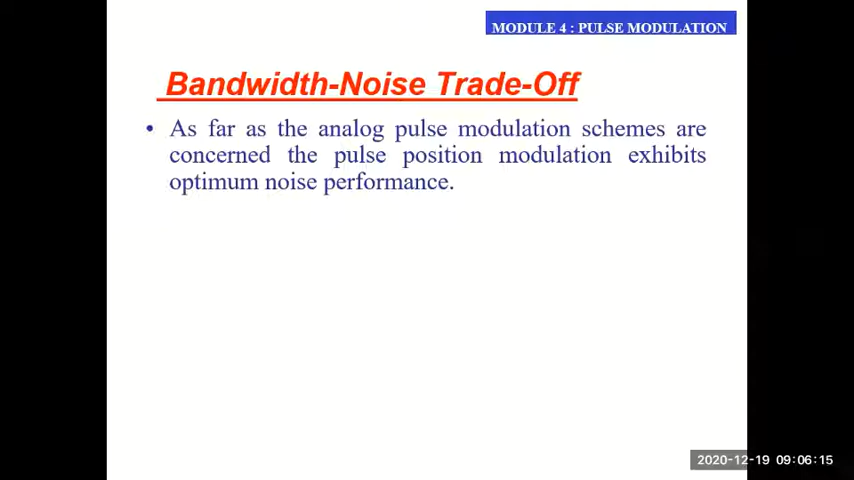 MODULE 4 : PULSE MODULATION
Bandwidth-Noise Trade-Off
• As far as the analog pulse modulation schemes are
concerned the pulse position modulation exhibits
optimum noise performance.
2020-12-19 09:06:15